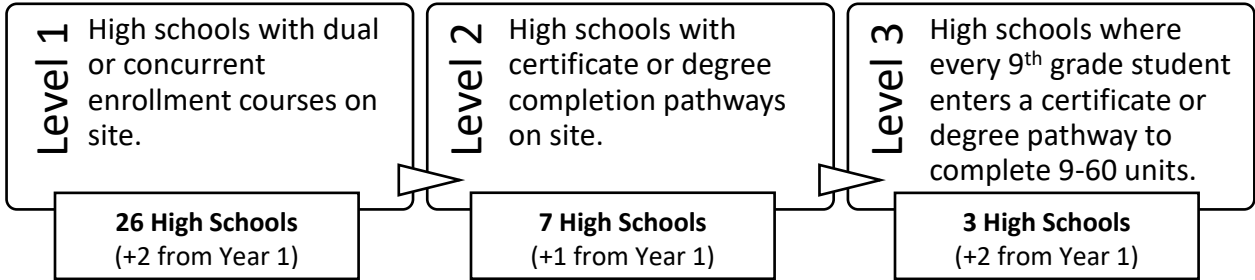 Level 1
High schools with dual
or concurrent
enrollment courses on
site.
26 High Schools
(+2 from Year 1)
Level 2
High schools with
certificate or degree
completion pathways
on site.
7 High Schools
(+1 from Year 1)
Level 3
High schools where
every 9th grade student
enters a certificate or
degree pathway to
complete 9-60 units.
3 High Schools
(+2 from Year 1)